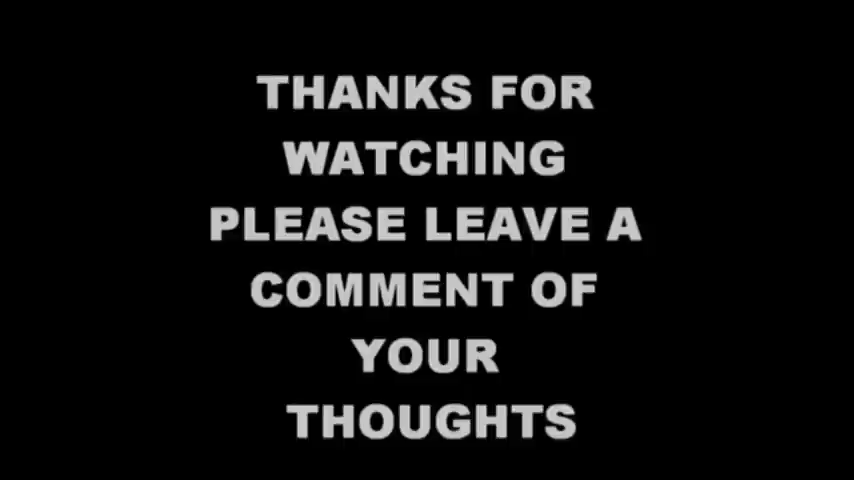 THANKS FOR
WATCHING
PLEASE LEAVE A
COMMENT OF
YOUR
THOUGHTS